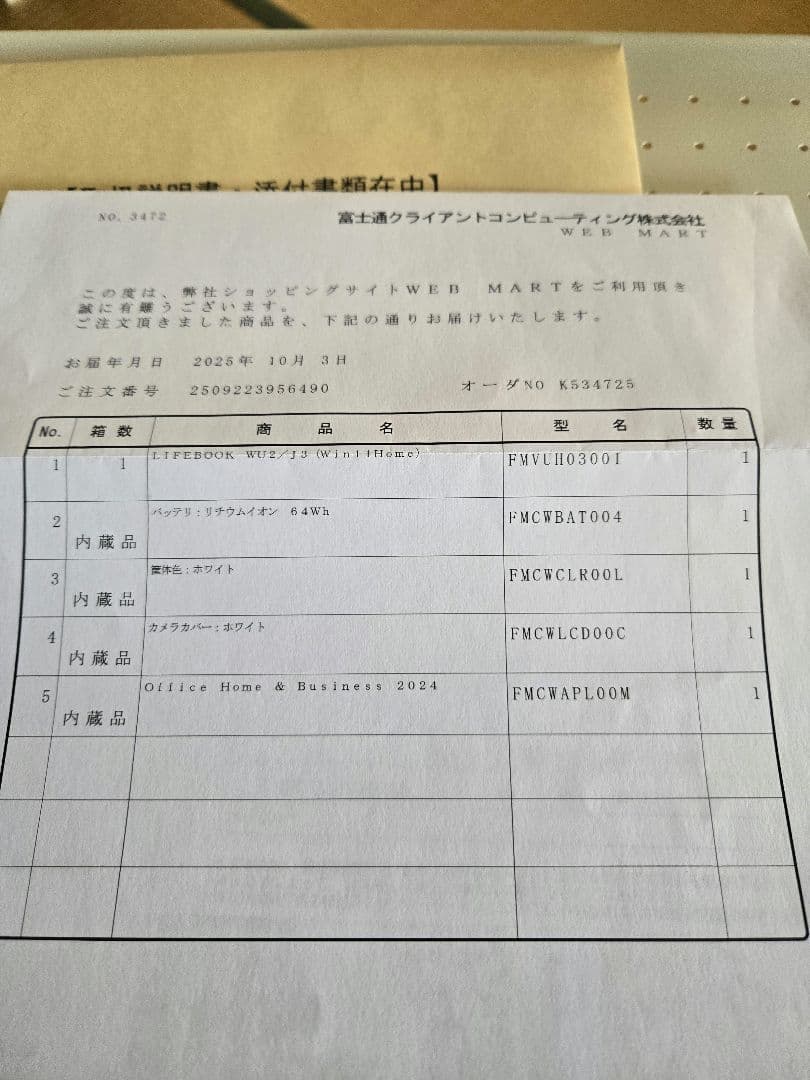 説明書・添付書類在中】
NO. 3472
富士通クライアントコンピューティング株式会社
WEB MART
この度は、弊社ショッピングサイトWEB MARTをご利用頂き
誠に有難うございます。
ご注文頂きました商品を、下記の通りお届けいたします。
お届年月日 2025年 10月 3日
ご注文番号 2509223956490 オーダNO K534725
No. 箱数 商品名 型名 数量
1 1 LIFEBOOK WU2/J3 (Win11Home) FMVUH0300I 1
2 内蔵品 バッテリ:リチウムイオン 64Wh FMCWBAT004 1
3 内蔵品 筐体色:ホワイト FMCWCLR00L 1
4 内蔵品 カメラカバー:ホワイト FMCWLCD00C 1
5 内蔵品 Office Home & Business 2024 FMCWAPL00M 1